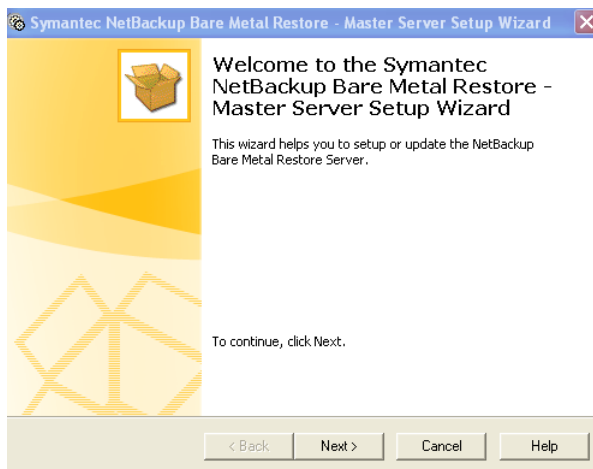 Symantec NetBackup Bare Metal Restore - Master Server Setup Wizard
Welcome to the Symantec
NetBackup Bare Metal Restore -
Master Server Setup Wizard
This wizard helps you to setup or update the NetBackup
Bare Metal Restore Server.
To continue, click Next.
< Back
Next >
Cancel
Help